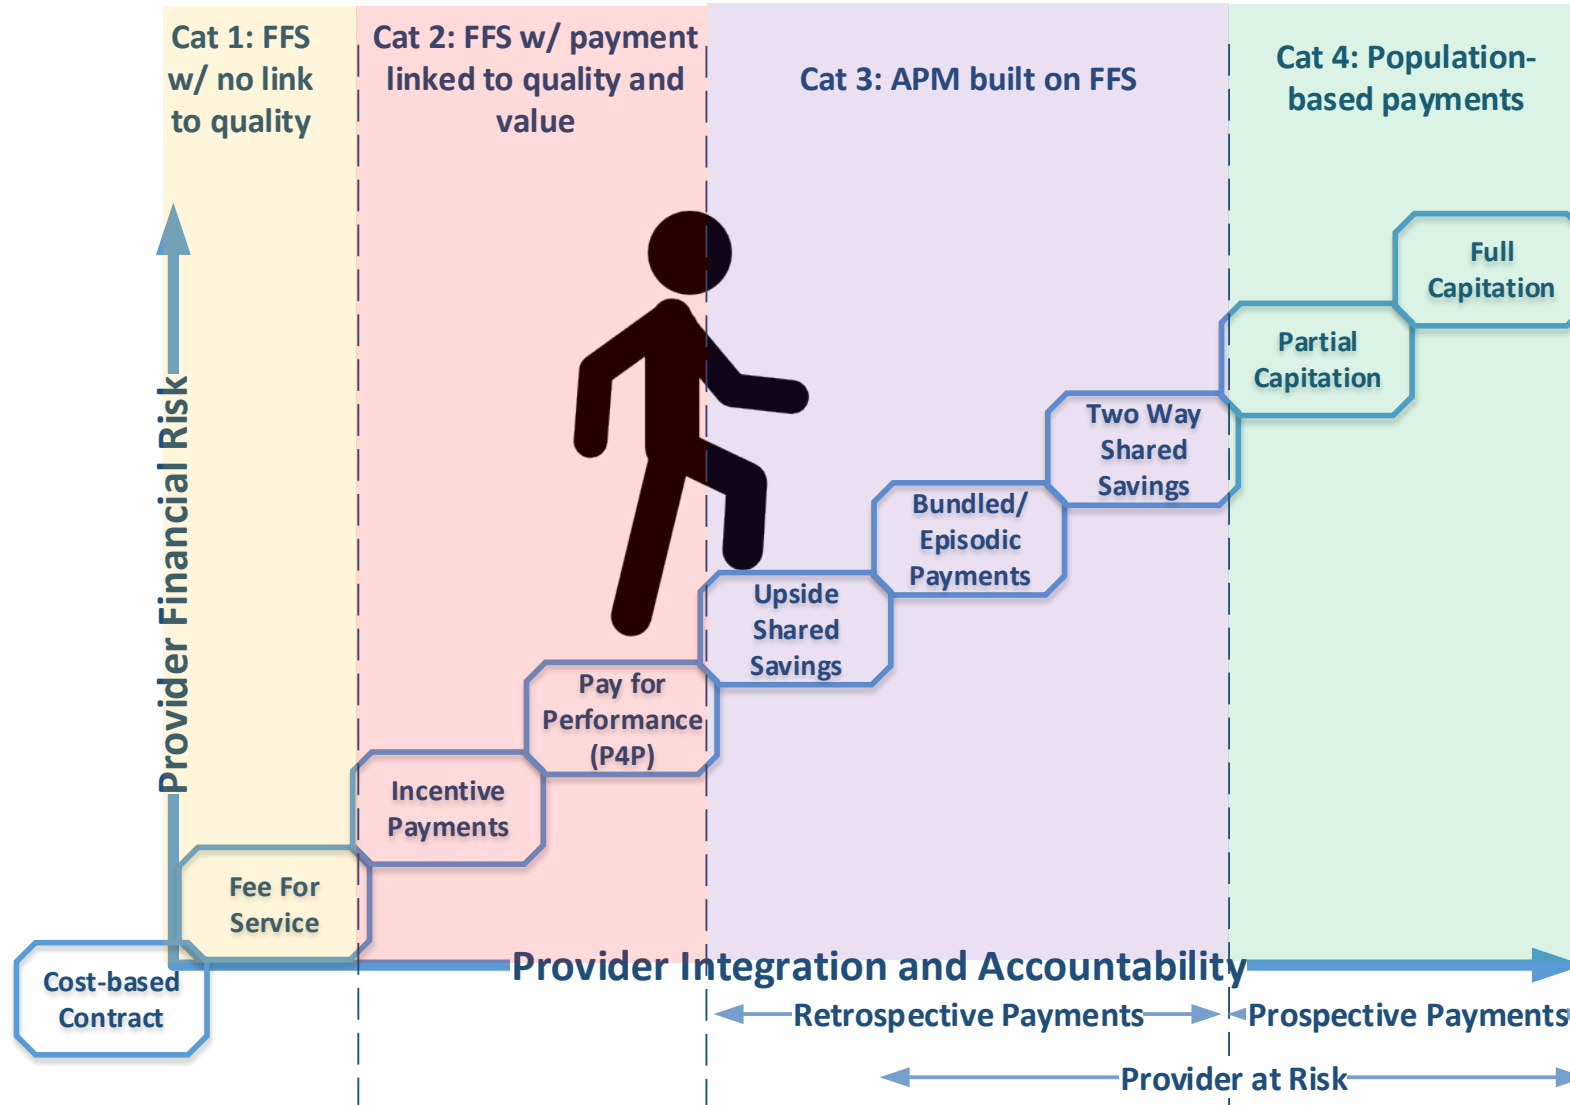 Cat 1: FFS
w/ no link
to quality
Cat 2: FFS w/ payment
linked to quality and
value
Cat 3: APM built on FFS
Cat 4: Population-
based payments
Provider Financial Risk
Full
Capitation
Partial
Capitation
Two Way
Shared
Savings
Bundled/
Episodic
Payments
Upside
Shared
Savings
Pay for
Performance
(P4P)
Incentive
Payments
Fee For
Service
Cost-based
Contract
Provider Integration and Accountability
Retrospective Payments
Prospective Payments
Provider at Risk